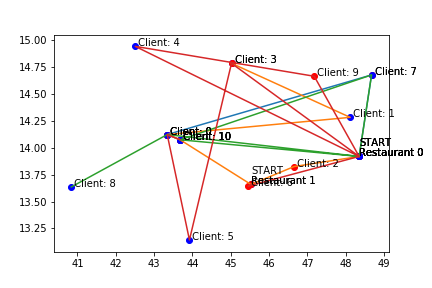 15.00
Client: 4
14.75
Client: 3
Client: 9
Client: 7
14.50
14.25
Client: 1
Client: 0
14.00
Client: 10
START
Restaurant 0
13.75
Client: 2
START
Restaurant 1
Client: 8
13.50
13.25
Client: 5
41
42
43
44
45
46
47
48
49